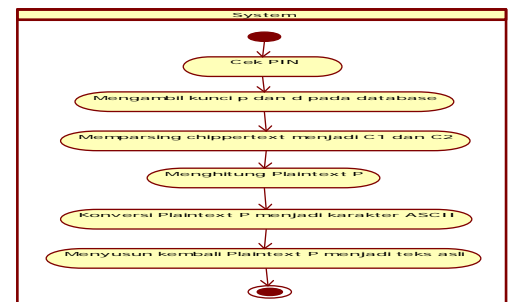 System
Cek PIN
Mengambil kunci p dan d pada database
Memparsing chippertext menjadi C1 dan C2
Menghitung Plaintext P
Konversi Plaintext P menjadi karakter ASCII
Menyusun kembali Plaintext P menjadi teks asli